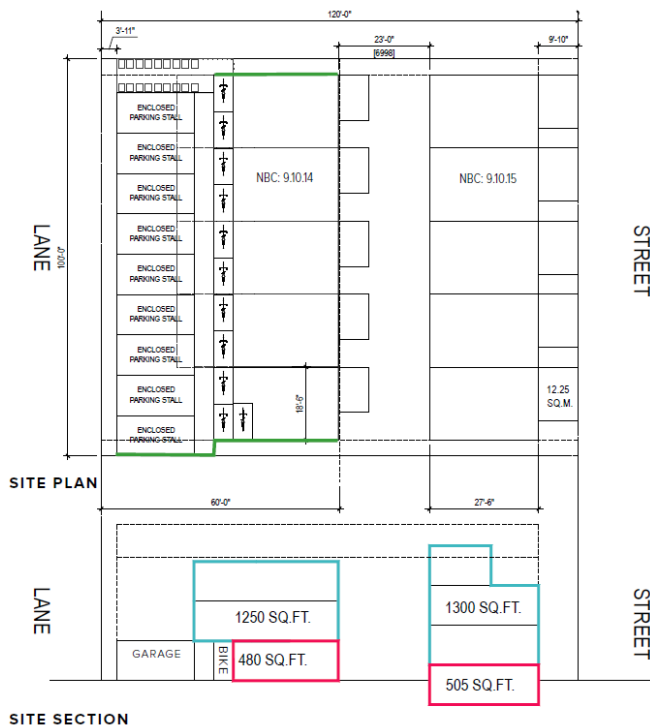 120'-0"
3'-11"
23'-0"
[6998]
9'-10"
ENCLOSED
PARKING STALL
ENCLOSED
PARKING STALL
ENCLOSED
PARKING STALL
ENCLOSED
PARKING STALL
ENCLOSED
PARKING STALL
ENCLOSED
PARKING STALL
ENCLOSED
PARKING STALL
ENCLOSED
PARKING STALL
ENCLOSED
PARKING STALL
NBC: 9.10.14
NBC: 9.10.15
LANE
100'-0"
STREET
18'-6"
12.25
SQ.M.
SITE PLAN
60'-0"
27'-6"
LANE
1250 SQ.FT.
1300 SQ.FT.
STREET
GARAGE
BIKE
480 SQ.FT.
505 SQ.FT.
SITE SECTION